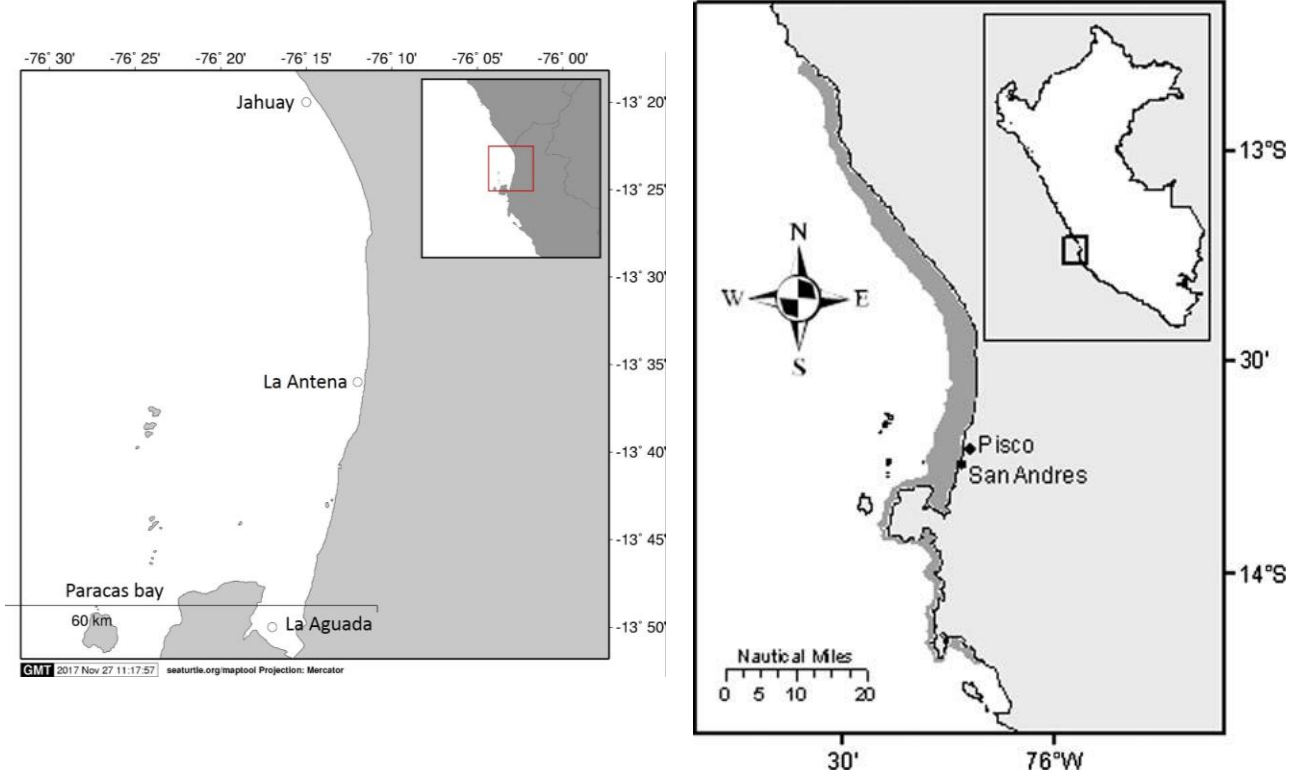 -76° 30' -76° 25' -76° 20' -76° 15' -76° 10' -76° 05' -76° 00'
Jahuay
-13° 20'
-13° 25'
-13° 30'
La Antena
-13° 35'
-13° 40'
-13° 45'
Paracas bay
60 km
La Aguada
-13° 50'
GMT 2017 Nov 27 11:17:57 seaturtle.org/maptool Projection: Mercator
13°S
N
W E
S
30'
Pisco
San Andres
14°S
Nautical Miles
0 5 10 20
30' 76°W